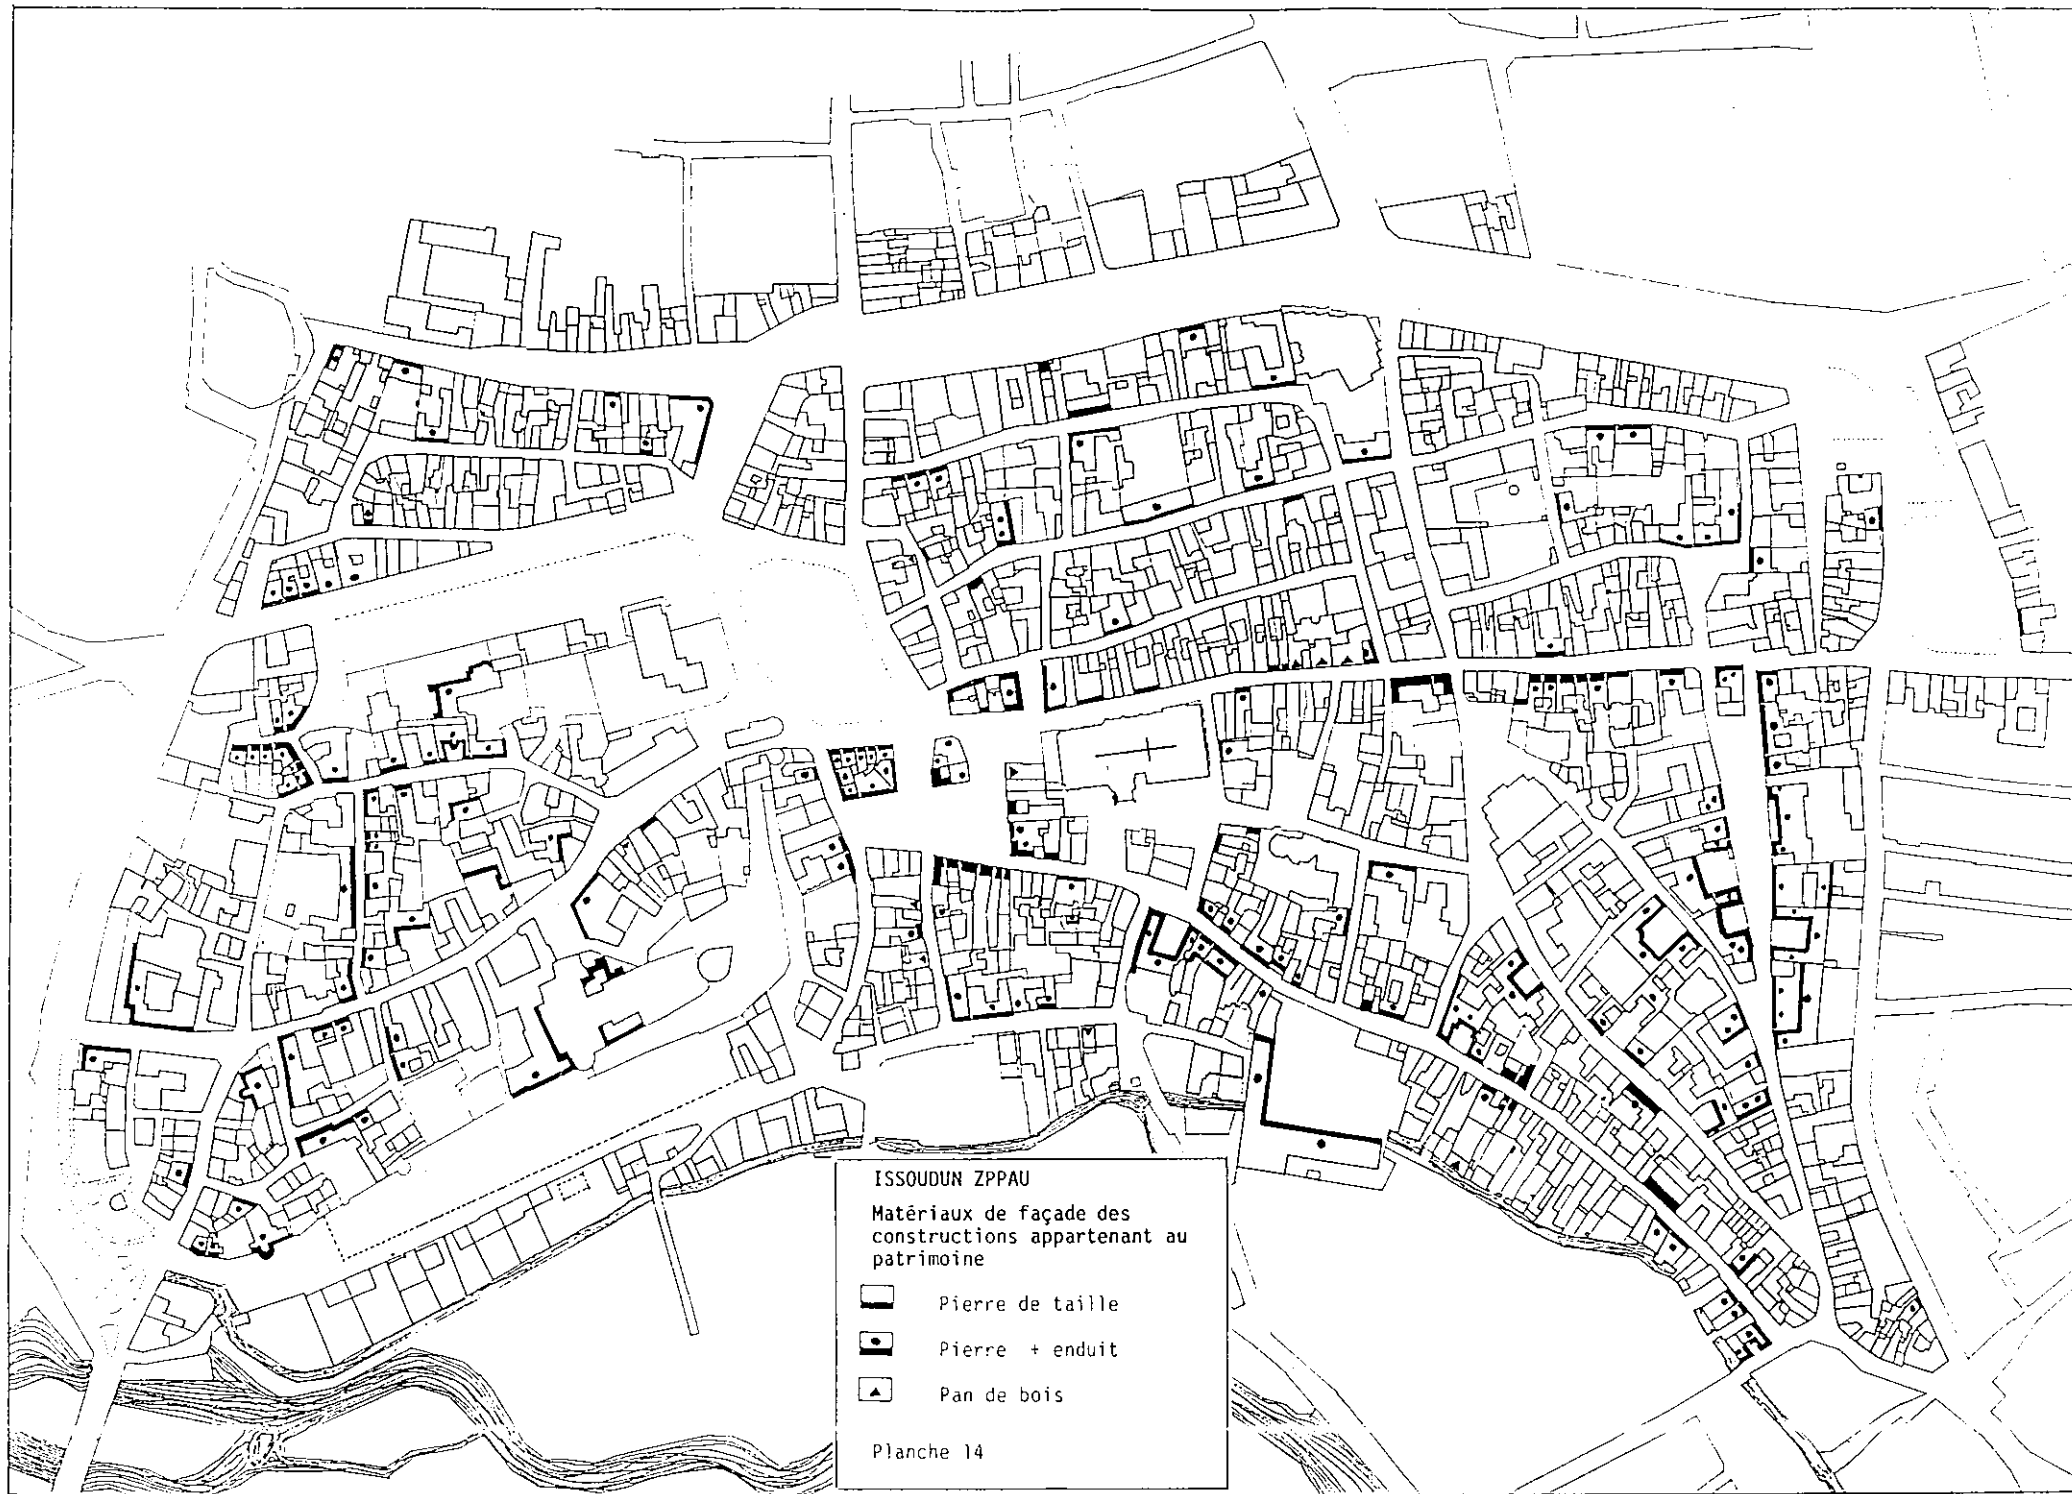 ISSOUDUN ZPPAU
Matériaux de façade des
constructions appartenant au
patrimoine
Pierre de taille
Pierre + enduit
Pan de bois
Planche 14